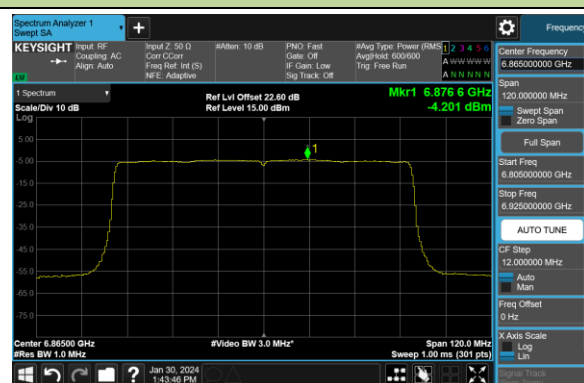 Spectrum Analyzer 1
Swept SA
Frequency
KEYSIGHT
Input: RF
Coupling: AC
Align: Auto
Input Z: 50 Ω
Corr CCorr
Freq Ref: Int (S)
NFE: Adaptive
#Atten: 10 dB
PNO: Fast
Gate: Off
IF Gain: Low
Sig Track: Off
#Avg Type: Power (RMS
Avg|Hold: 600/600
Trig: Free Run
1 2 3 4 5 6
A WW WW W
A N N N N N
LVI
1 Spectrum
Scale/Div 10 dB
Log
Ref Lvl Offset 22.60 dB
Ref Level 15.00 dBm
Mkr1 6.876 6 GHz
-4.201 dBm
1
5.00
-5.00
-15.0
-25.0
-35.0
-45.0
-55.0
-65.0
-75.0
Center 6.86500 GHz
#Res BW 1.0 MHz
#Video BW 3.0 MHz*
Span 120.0 MHz
Sweep 1.00 ms (301 pts)
Center Frequency
6.865000000 GHz
Span
120.000000 MHz
Swept Span
Zero Span
Full Span
Start Freq
6.805000000 GHz
Stop Freq
6.925000000 GHz
AUTO TUNE
CF Step
12.000000 MHz
Auto
Man
Freq Offset
0 Hz
X Axis Scale
Log
Lin
Signal Track
?
Jan 30, 2024
1:43:46 PM